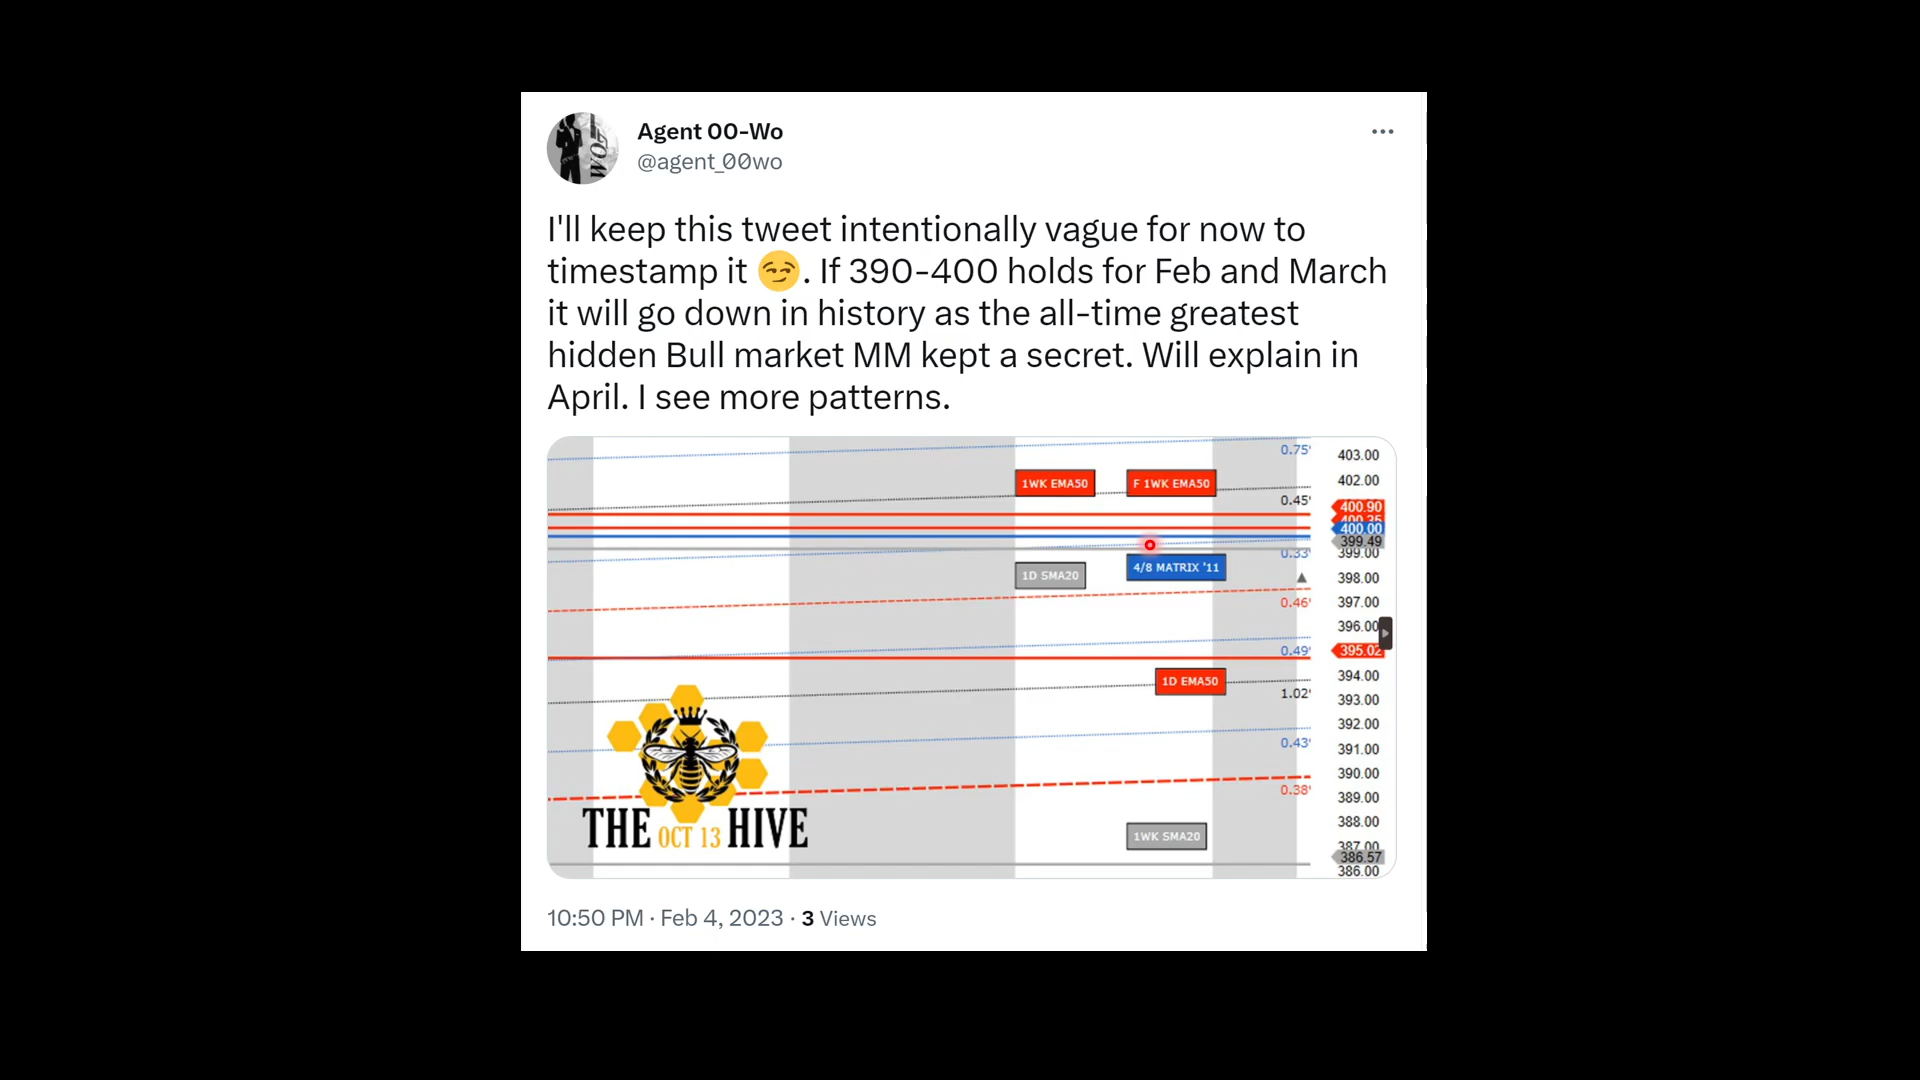 Agent 00-Wo
@agent_00wo
I'll keep this tweet intentionally vague for now to
timestamp it 😏. If 390-400 holds for Feb and March
it will go down in history as the all-time greatest
hidden Bull market MM kept a secret. Will explain in
April. I see more patterns.
0.75'
403.00
1WK EMA50
F 1WK EMA50
402.00
0.45'
400.90
400.35
400.00
399.49
0.33'
399.00
4/8 MATRIX '11
1D SMA20
398.00
0.46'
397.00
396.00
0.49'
395.02
1D EMA50
394.00
1.02'
393.00
392.00
0.43'
391.00
390.00
0.38'
389.00
THE OCT 13 HIVE
388.00
1WK SMA20
387.00
386.57
386.00
10:50 PM · Feb 4, 2023 · 3 Views